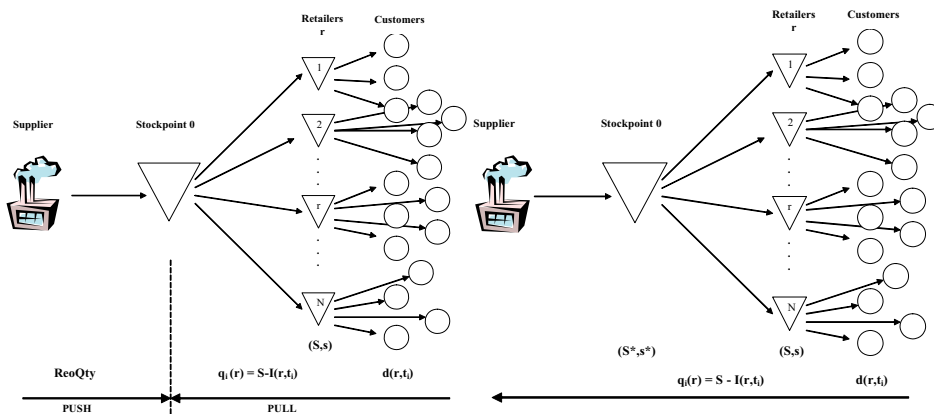 Retailers
r
Customers
Supplier
Stockpoint 0
1
2
.
.
.
r
.
.
.
N
(S,s)
ReoQty
qᵢ (r) = S-I(r,tᵢ)
d(r,tᵢ)
PUSH
PULL
Retailers
r
Customers
Supplier
Stockpoint 0
1
2
.
.
.
r
.
.
.
N
(S*,s*)
(S,s)
qᵢ(r) = S - I(r,tᵢ)
d(r,tᵢ)